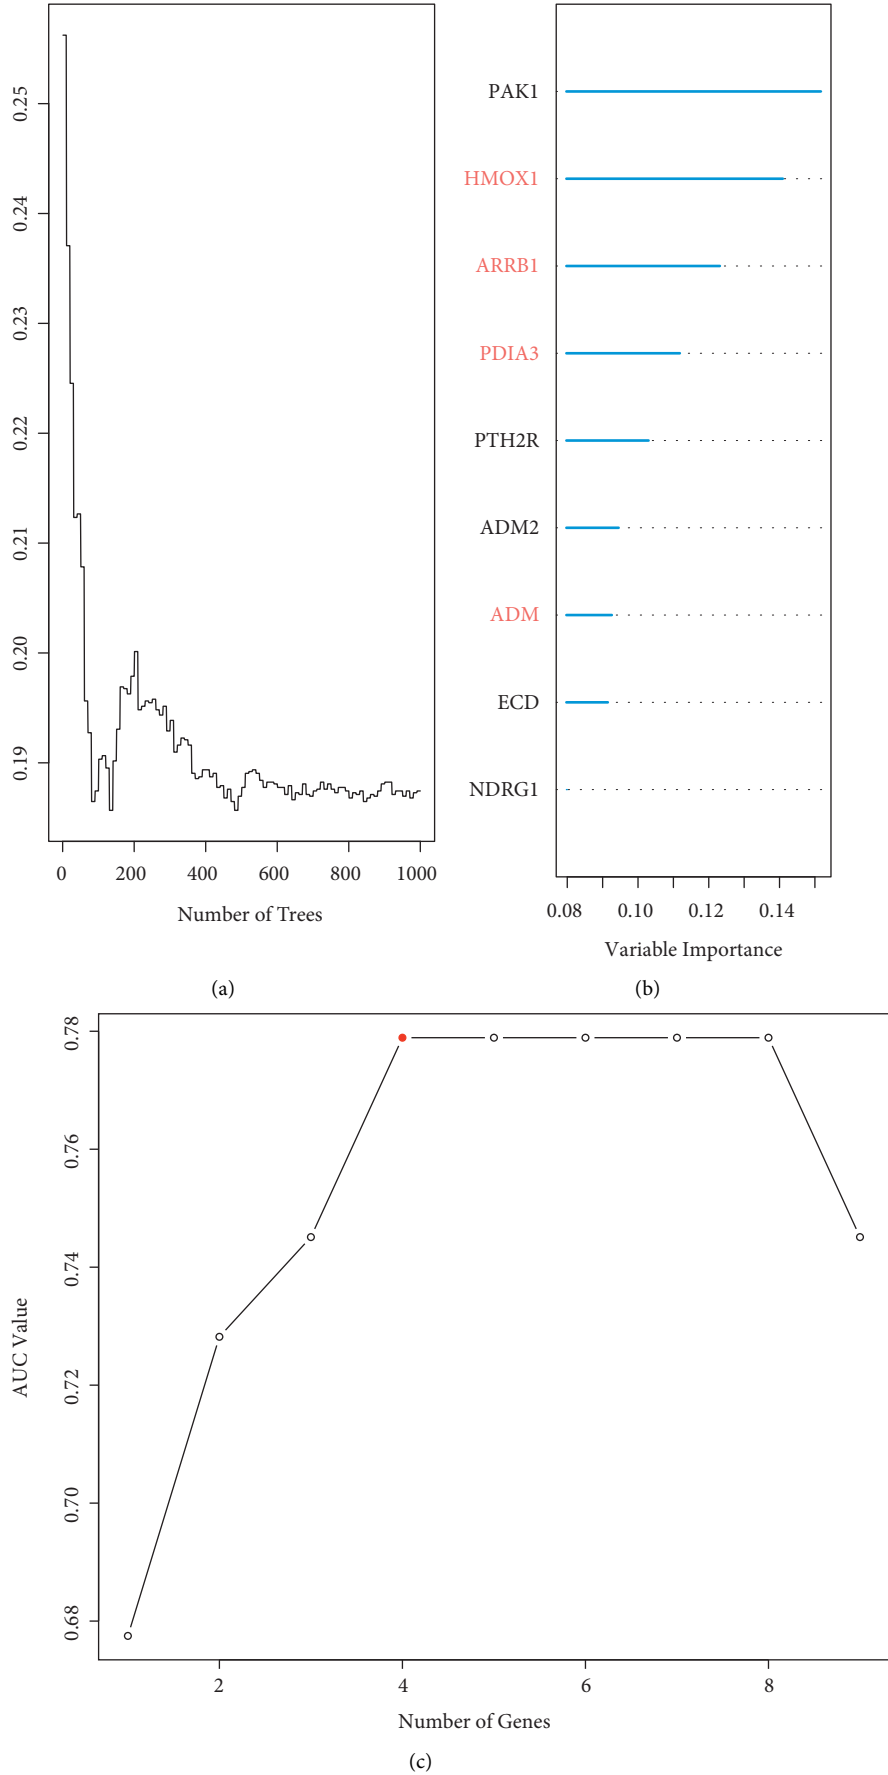 0.25
0.24
0.23
0.22
0.21
0.20
0.19
0 200 400 600 800 1000
Number of Trees
(a)
PAK1
HMOX1
ARRB1
PDIA3
PTH2R
ADM2
ADM
ECD
NDRG1
0.08 0.10 0.12 0.14
Variable Importance
(b)
0.78
0.76
0.74
0.72
0.70
0.68
AUC Value
2 4 6 8
Number of Genes
(c)